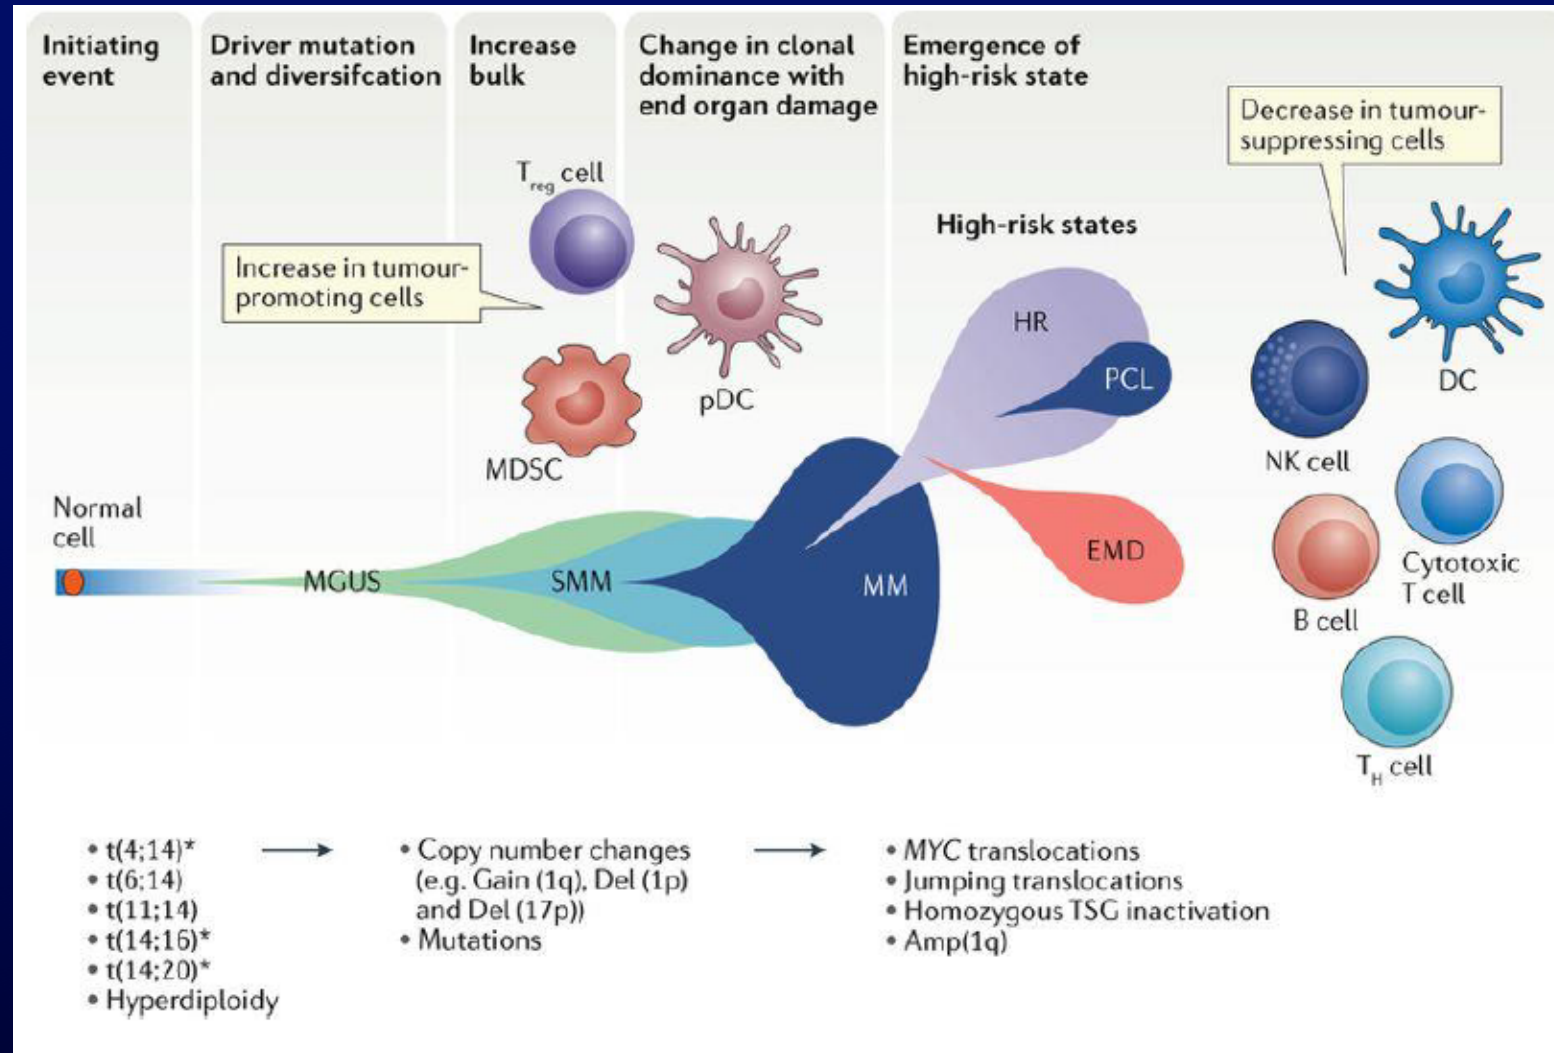 Initiating
event
Driver mutation
and diversifcation
Increase
bulk
Change in clonal
dominance with
end organ damage
Emergence of
high-risk state
Decrease in tumour-
suppressing cells
T_reg cell
Increase in tumour-
promoting cells
High-risk states
HR
PCL
DC
pDC
MDSC
NK cell
Normal
cell
MGUS
SMM
MM
EMD
Cytotoxic
T cell
B cell
T_H cell
• t(4;14)*
• t(6;14)
• t(11;14)
• t(14;16)*
• t(14;20)*
• Hyperdiploidy
• Copy number changes
(e.g. Gain (1q), Del (1p)
and Del (17p))
• Mutations
• MYC translocations
• Jumping translocations
• Homozygous TSG inactivation
• Amp(1q)